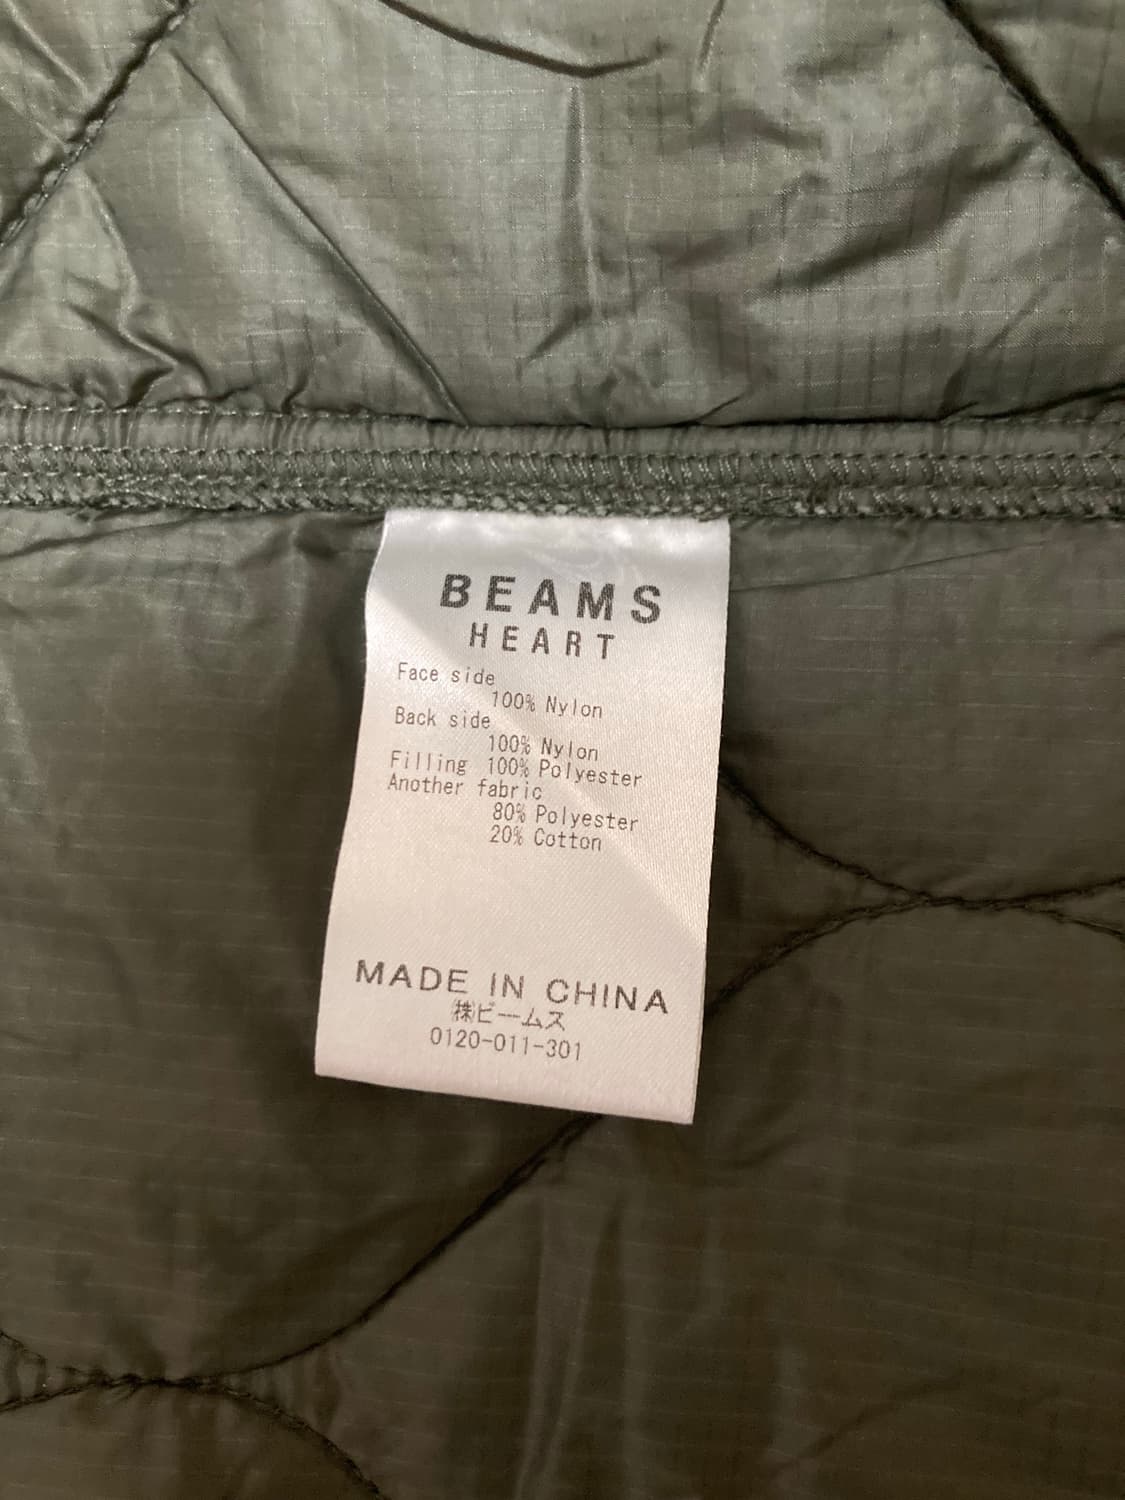 BEAMS
HEART
Face side
100% Nylon
Back side
100% Nylon
Filling 100% Polyester
Another fabric
80% Polyester
20% Cotton
MADE IN CHINA
㈱ビームス
0120-011-301